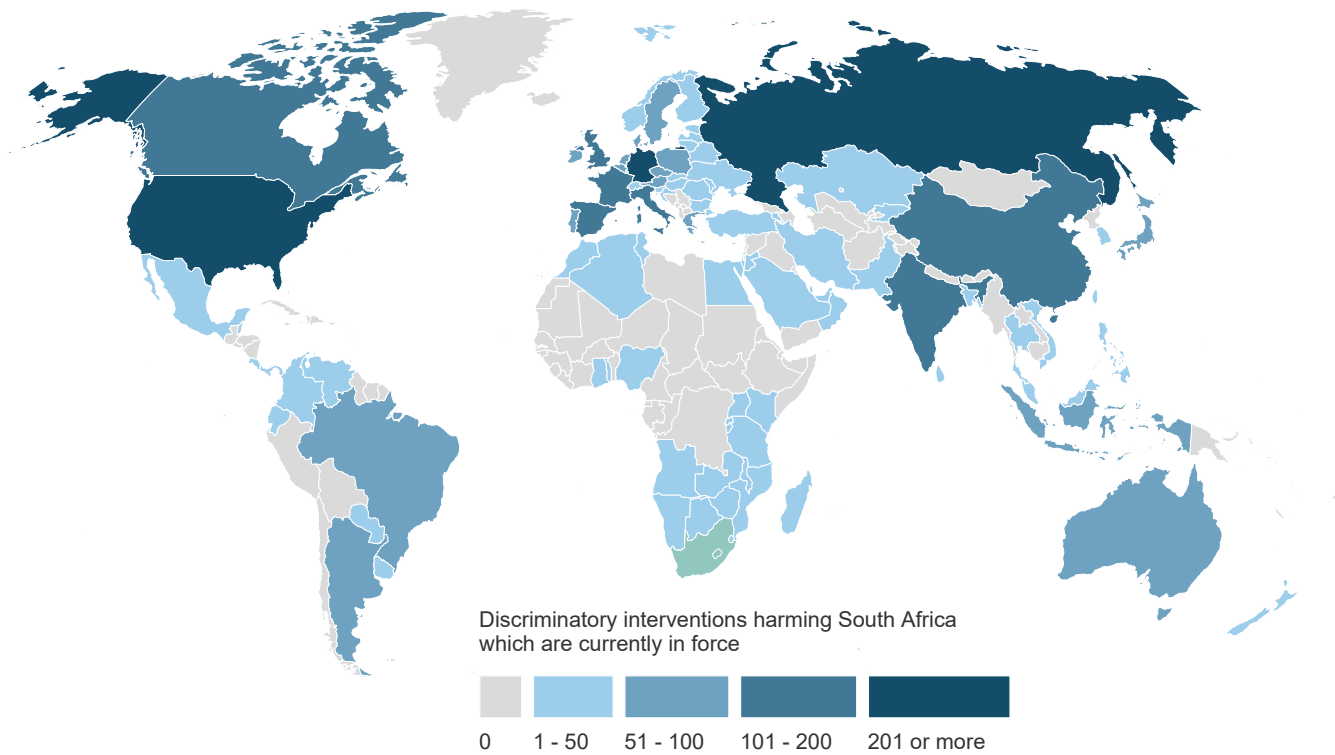 Discriminatory interventions harming South Africa
which are currently in force
0
1 - 50
51 - 100
101 - 200
201 or more